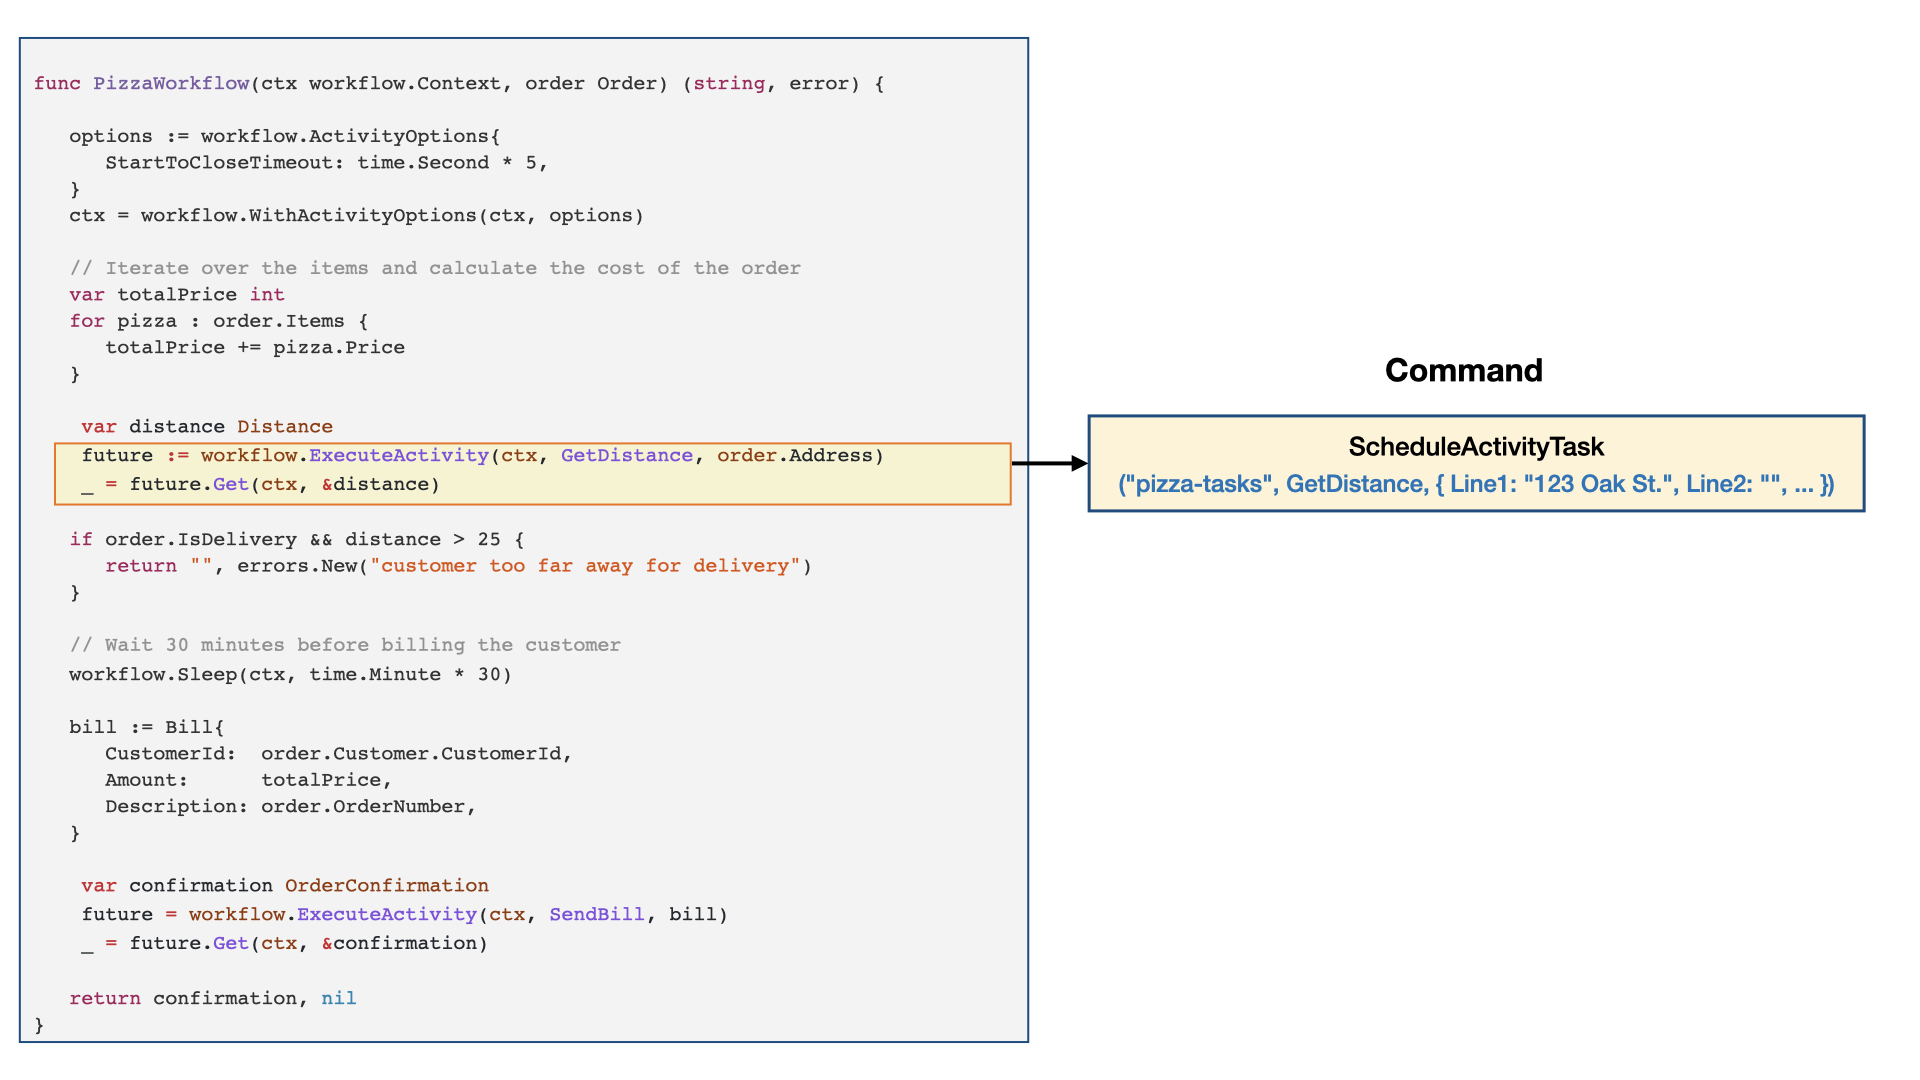 func PizzaWorkflow(ctx workflow.Context, order Order) (string, error) {
options := workflow.ActivityOptions{
StartToCloseTimeout: time.Second * 5,
}
ctx = workflow.WithActivityOptions(ctx, options)
// Iterate over the items and calculate the cost of the order
var totalPrice int
for pizza : order.Items {
totalPrice += pizza.Price
}
var distance Distance
future := workflow.ExecuteActivity(ctx, GetDistance, order.Address)
_ = future.Get(ctx, &distance)
if order.IsDelivery && distance > 25 {
return "", errors.New("customer too far away for delivery")
}
// Wait 30 minutes before billing the customer
workflow.Sleep(ctx, time.Minute * 30)
bill := Bill{
CustomerId: order.Customer.CustomerId,
Amount: totalPrice,
Description: order.OrderNumber,
}
var confirmation OrderConfirmation
future = workflow.ExecuteActivity(ctx, SendBill, bill)
_ = future.Get(ctx, &confirmation)
return confirmation, nil
}
Command
ScheduleActivityTask
("pizza-tasks", GetDistance, { Line1: "123 Oak St.", Line2: "", ... })